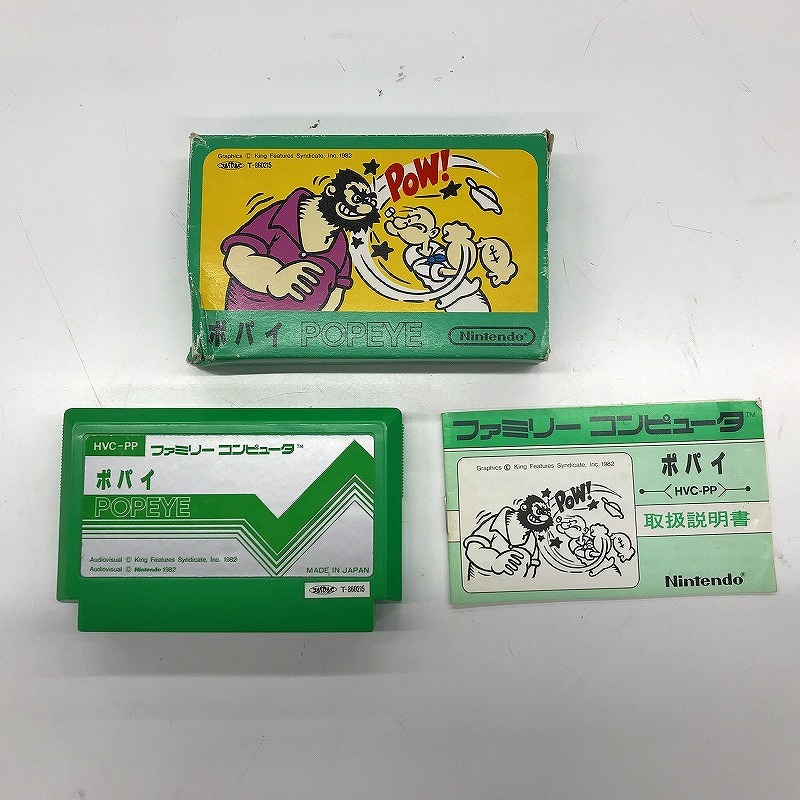 Graphics © King Features Syndicate, Inc. 1982
T-860215
POW!
ポパイ POPEYE
Nintendo®
HVC-PP ファミリー コンピュータ™
ポパイ
POPEYE
Audiovisual © King Features Syndicate, Inc. 1982
Audiovisual © Nintendo 1982
MADE IN JAPAN
T-860215
ファミリー コンピュータ™
Graphics © King Features Syndicate, Inc. 1982
POW!
ポパイ
HVC-PP
取扱説明書
Nintendo®